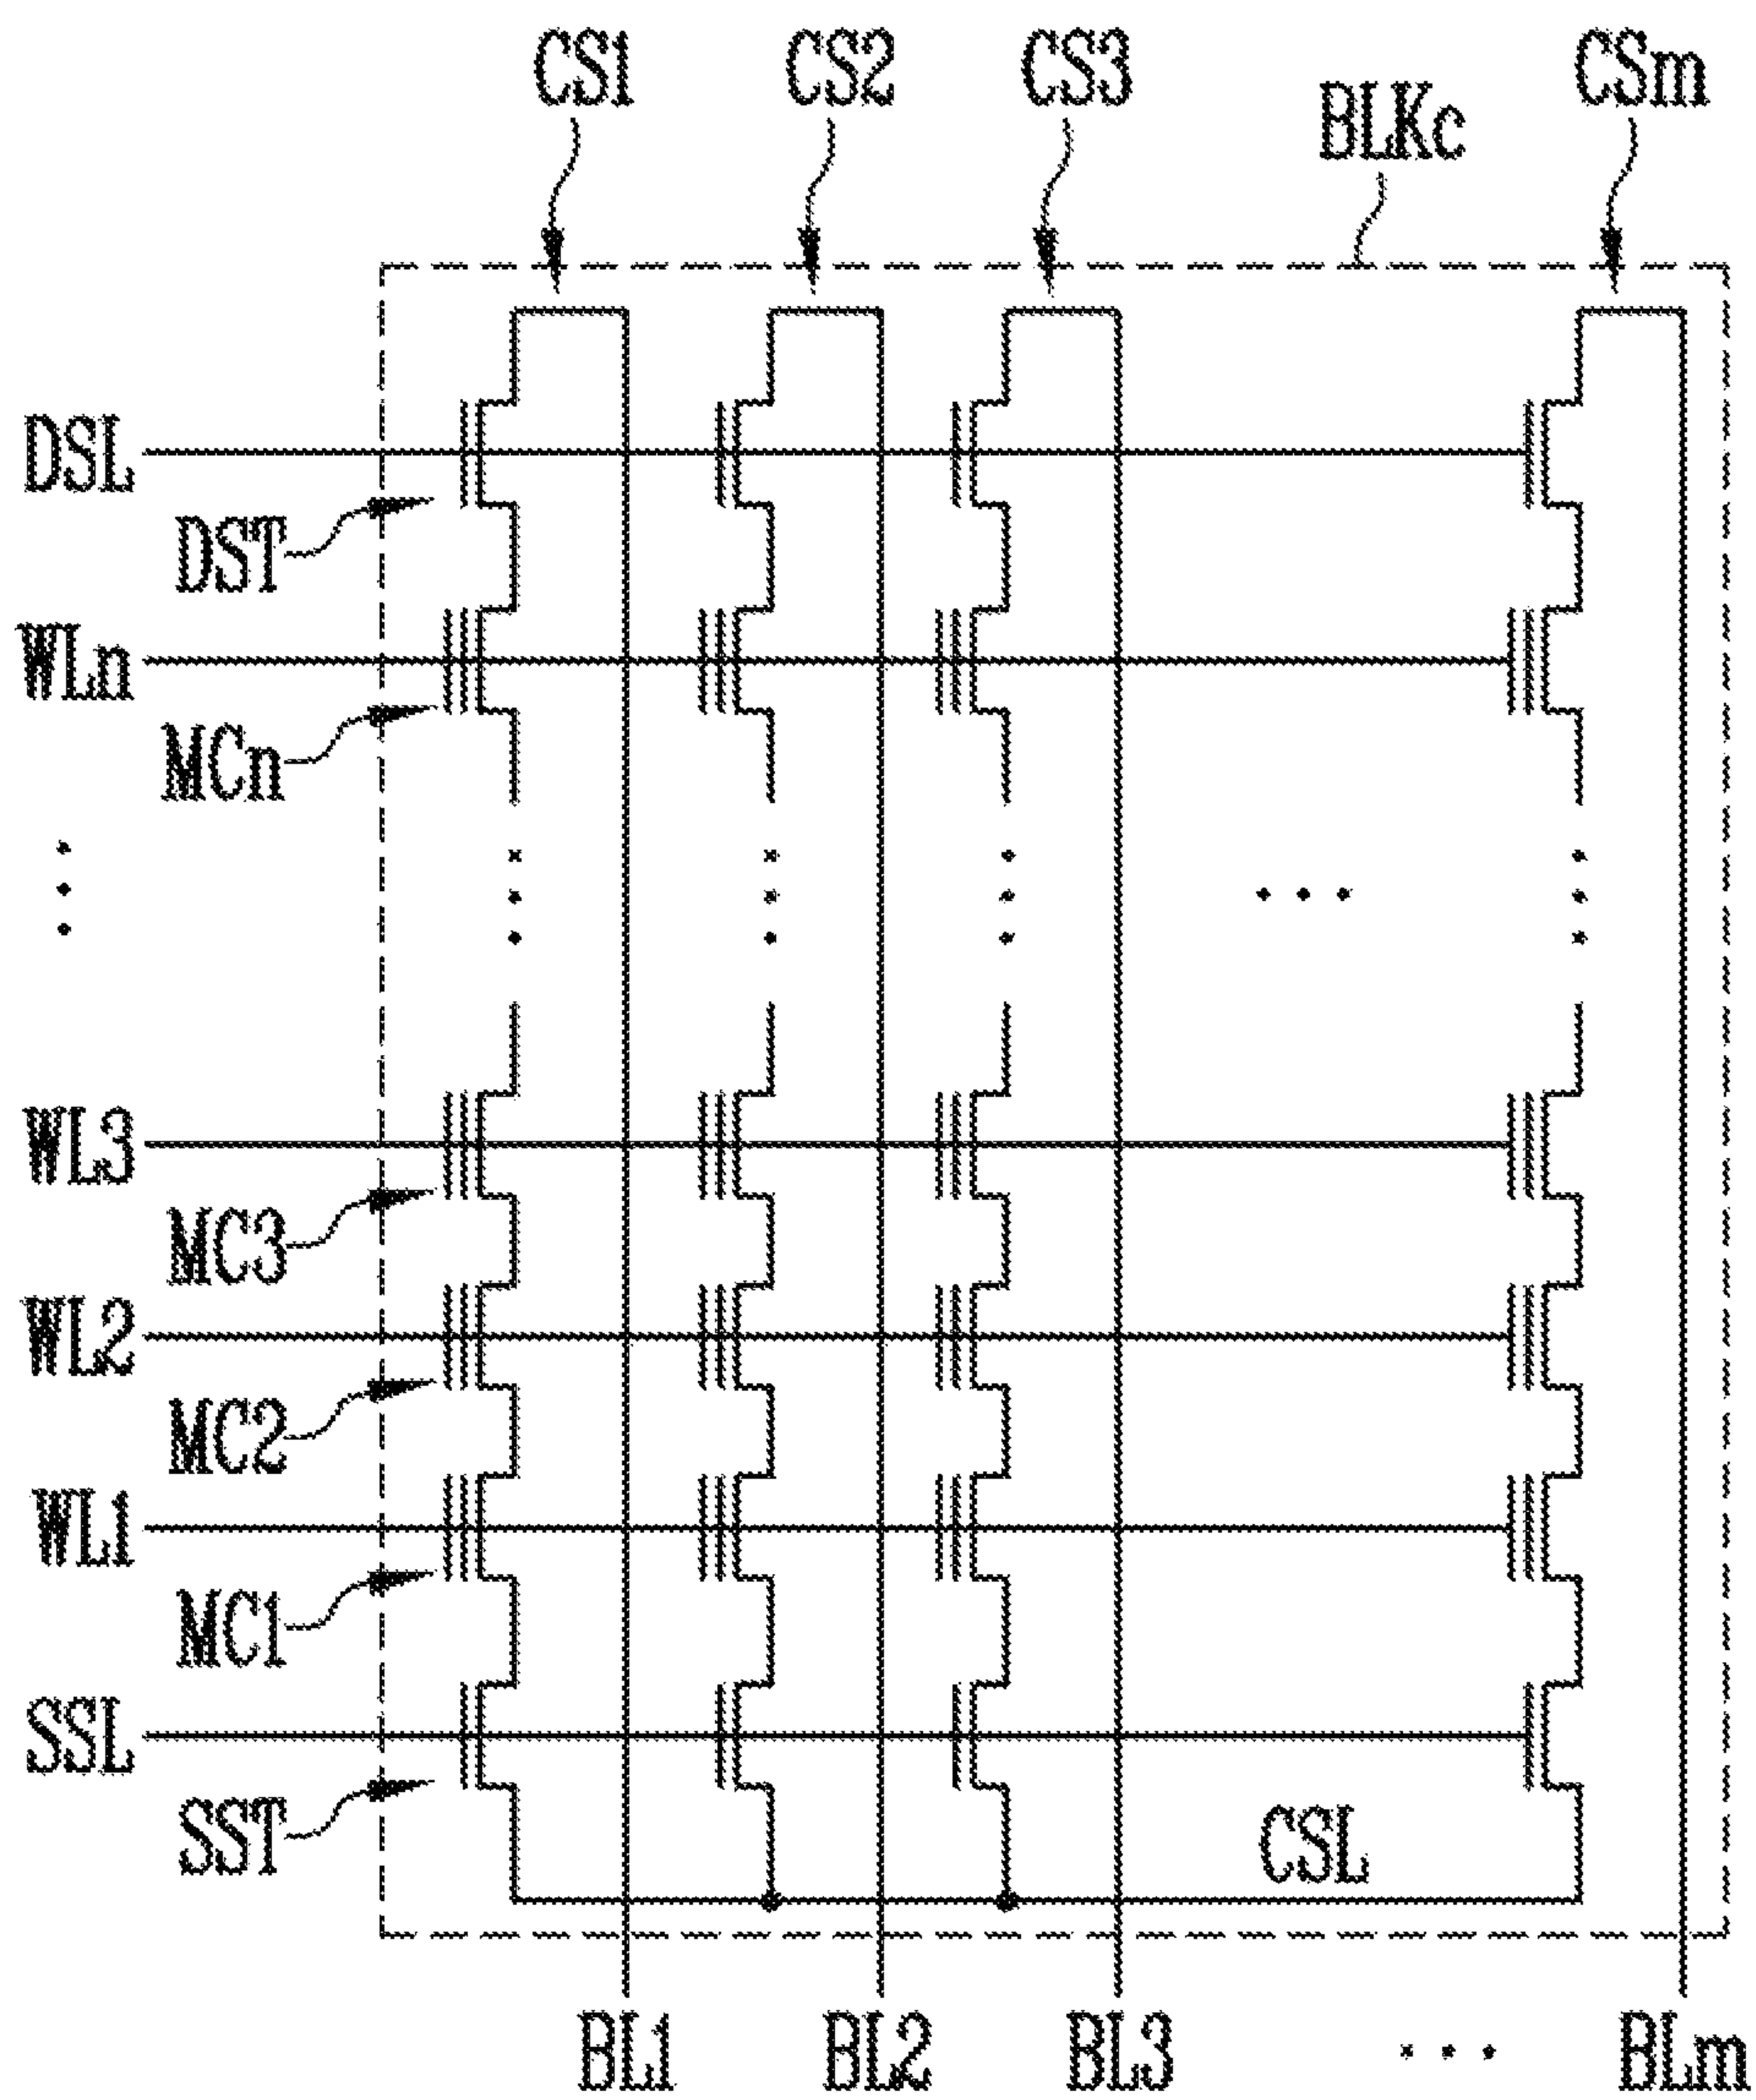 CS1 CS2 CS3 CSm
BLKc
DSL
DST
WLn
MCn
WL3
MC3
WL2
MC2
WL1
MC1
SSL
SST
CSL
BL1 BL2 BL3 ... BLm